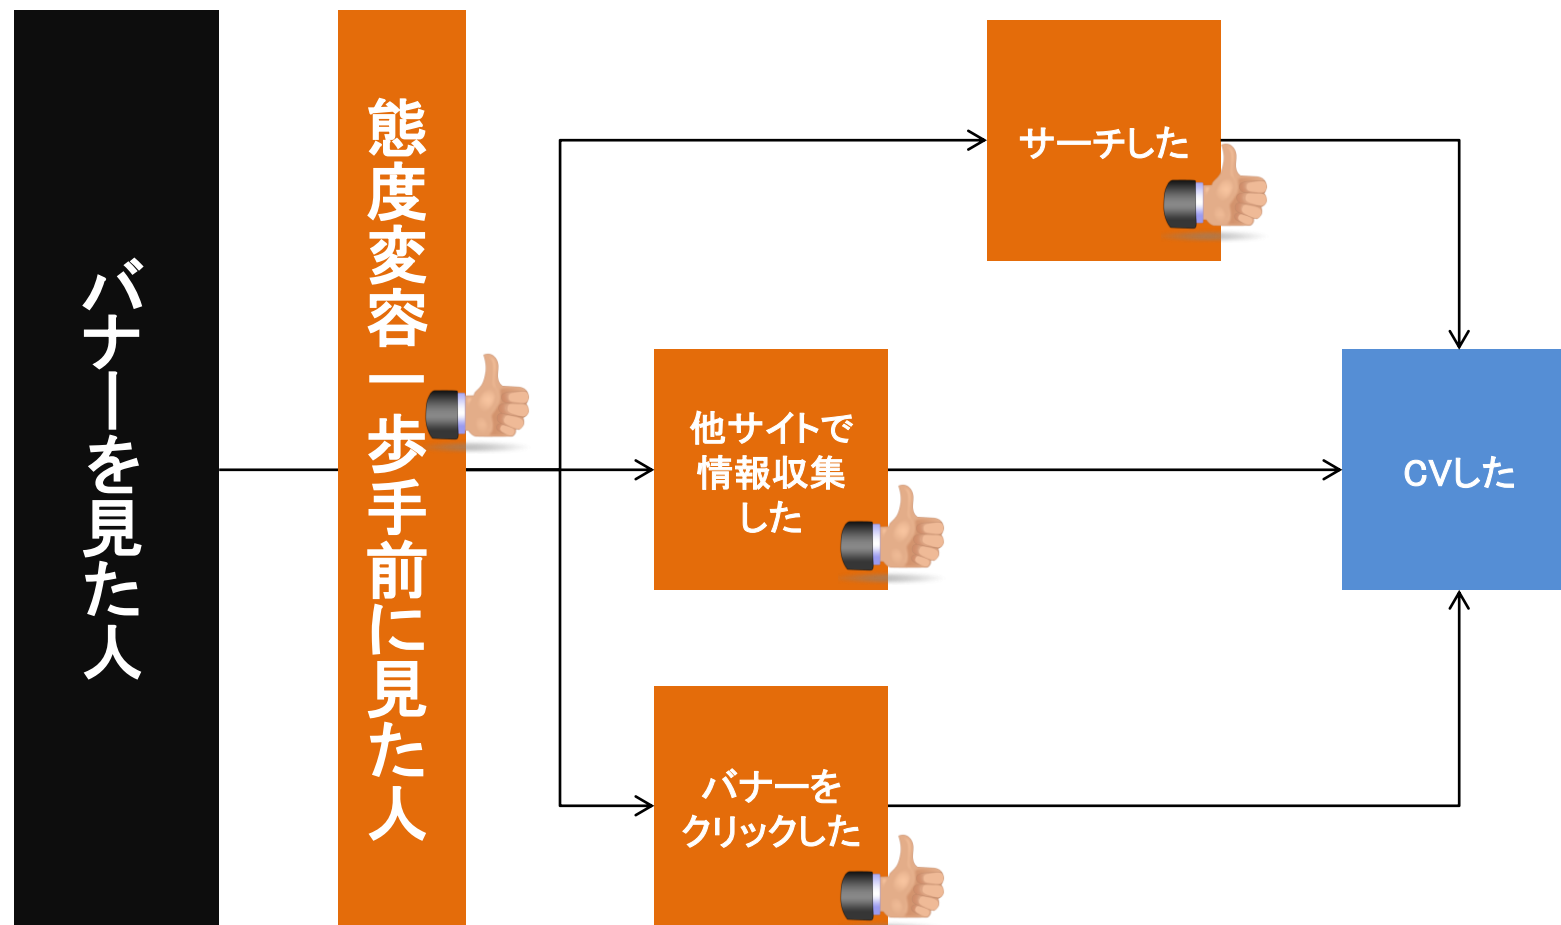 バナーを見た人
態度変容一歩手前に見た人
サーチした
他サイトで
情報収集
した
バナーを
クリックした
CVした